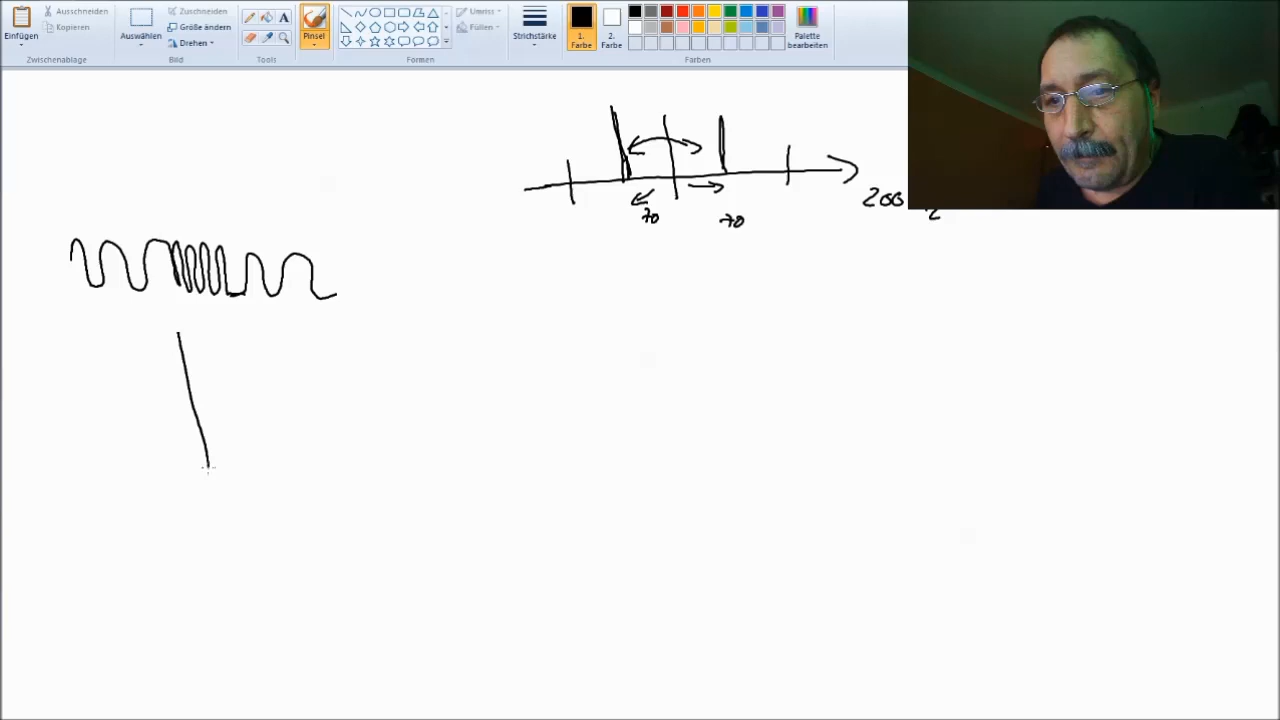 Einfügen
Ausschneiden
Kopieren
Zwischenablage
Auswählen
Zuschneiden
Größe ändern
Drehen
Bild
A
Tools
Pinsel
Umriss
Füllen
Formen
Strichstärke
1.
Farbe
2.
Farbe
Palette
bearbeiten
Farben
200
70
70